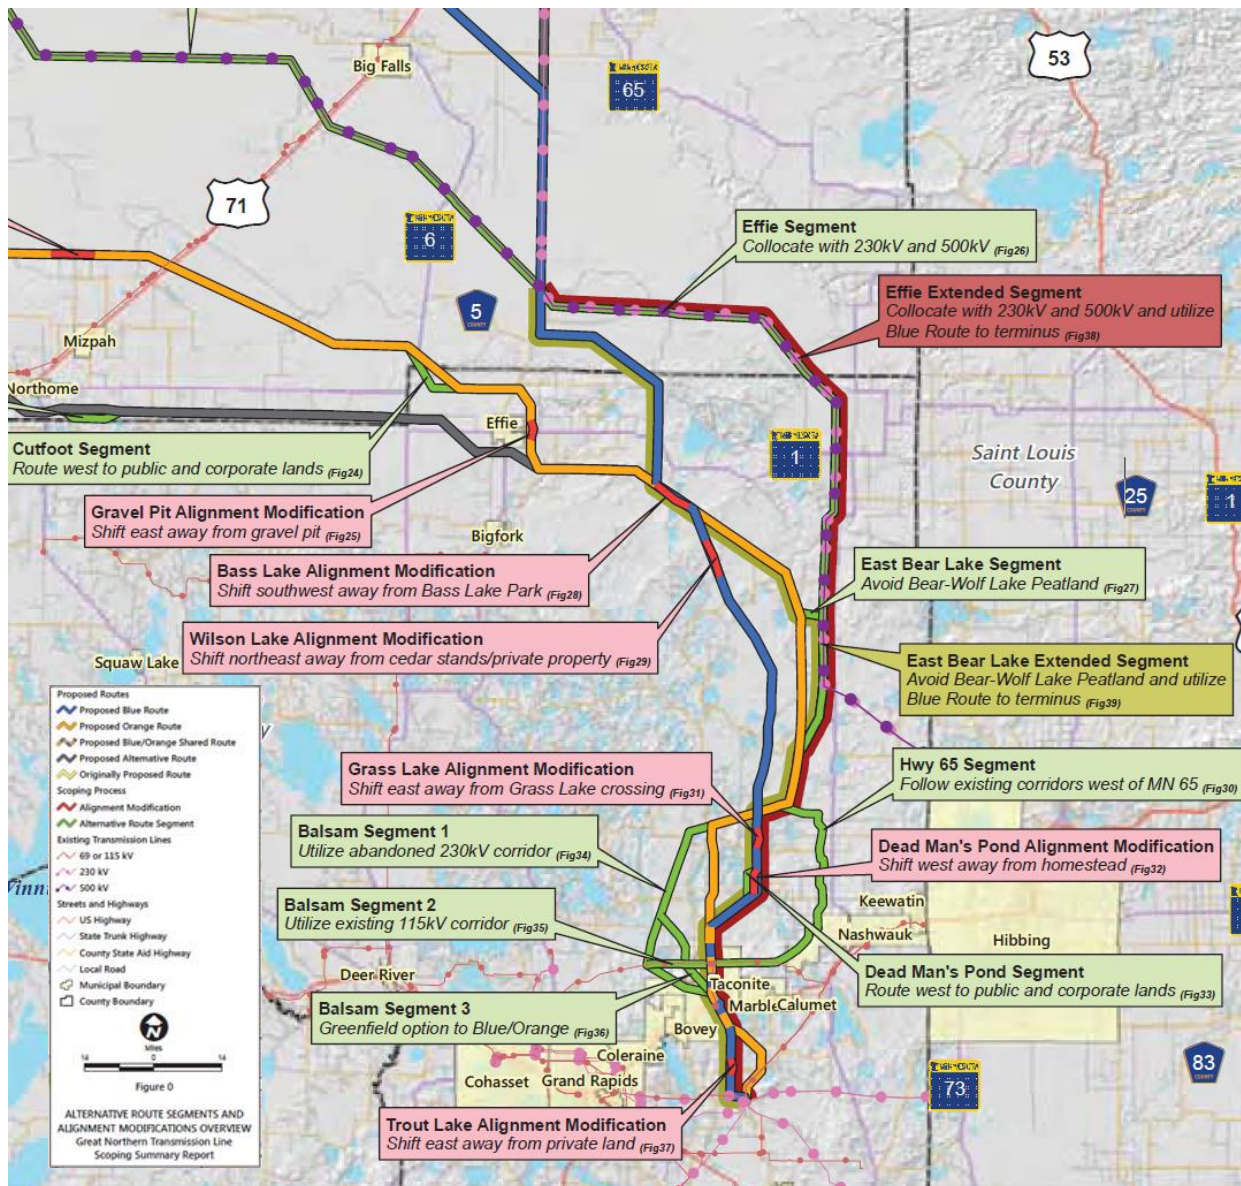 Big Falls
53
65
71
6
Effie Segment
Collocate with 230kV and 500kV (Fig26)
Effie Extended Segment
Collocate with 230kV and 500kV and utilize
Blue Route to terminus (Fig38)
5
COUNTY
Mizpah
Northome
Effie
Cutfoot Segment
Route west to public and corporate lands (Fig24)
1
Saint Louis
County
25
1
Gravel Pit Alignment Modification
Shift east away from gravel pit (Fig25)
Bigfork
Bass Lake Alignment Modification
Shift southwest away from Bass Lake Park (Fig28)
East Bear Lake Segment
Avoid Bear-Wolf Lake Peatland (Fig27)
Wilson Lake Alignment Modification
Shift northeast away from cedar stands/private property (Fig29)
Squaw Lake
East Bear Lake Extended Segment
Avoid Bear-Wolf Lake Peatland and utilize
Blue Route to terminus (Fig39)
Proposed Routes
Proposed Blue Route
Proposed Orange Route
Proposed Blue/Orange Shared Route
Proposed Alternative Route
Originally Proposed Route
Scoping Process
Alignment Modification
Alternative Route Segment
Existing Transmission Lines
69 or 115 kV
230 kV
500 kV
Streets and Highways
US Highway
State Trunk Highway
County State Aid Highway
Local Road
Municipal Boundary
County Boundary
N
Miles
14 0 14
Figure 0
ALTERNATIVE ROUTE SEGMENTS AND
ALIGNMENT MODIFICATIONS OVERVIEW
Great Northern Transmission Line
Scoping Summary Report
Grass Lake Alignment Modification
Shift east away from Grass Lake crossing (Fig31)
Hwy 65 Segment
Follow existing corridors west of MN 65 (Fig30)
Balsam Segment 1
Utilize abandoned 230kV corridor (Fig34)
Dead Man's Pond Alignment Modification
Shift west away from homestead (Fig32)
Balsam Segment 2
Utilize existing 115kV corridor (Fig35)
Keewatin
Nashwauk
Hibbing
Deer River
Taconite
Marble
Calumet
Dead Man's Pond Segment
Route west to public and corporate lands (Fig33)
Balsam Segment 3
Greenfield option to Blue/Orange (Fig36)
Bovey
Coleraine
Cohasset
Grand Rapids
73
83
COUNTY
Trout Lake Alignment Modification
Shift east away from private land (Fig37)